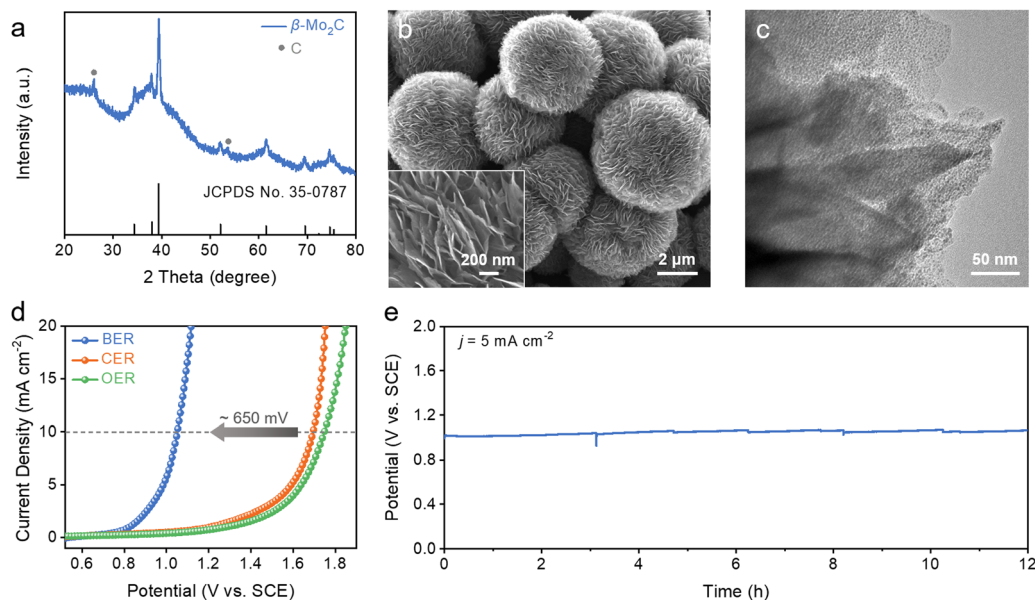 a
β-Mo₂C
C
Intensity (a.u.)
JCPDS No. 35-0787
20 30 40 50 60 70 80
2 Theta (degree)
b
200 nm
2 μm
c
50 nm
d
20
15
10
5
0
BER
CER
OER
~ 650 mV
Current Density (mA cm⁻²)
0.6 0.8 1.0 1.2 1.4 1.6 1.8
Potential (V vs. SCE)
e
j = 5 mA cm⁻²
2.0
1.6
1.2
0.8
0.4
0.0
Potential (V vs. SCE)
0 2 4 6 8 10 12
Time (h)